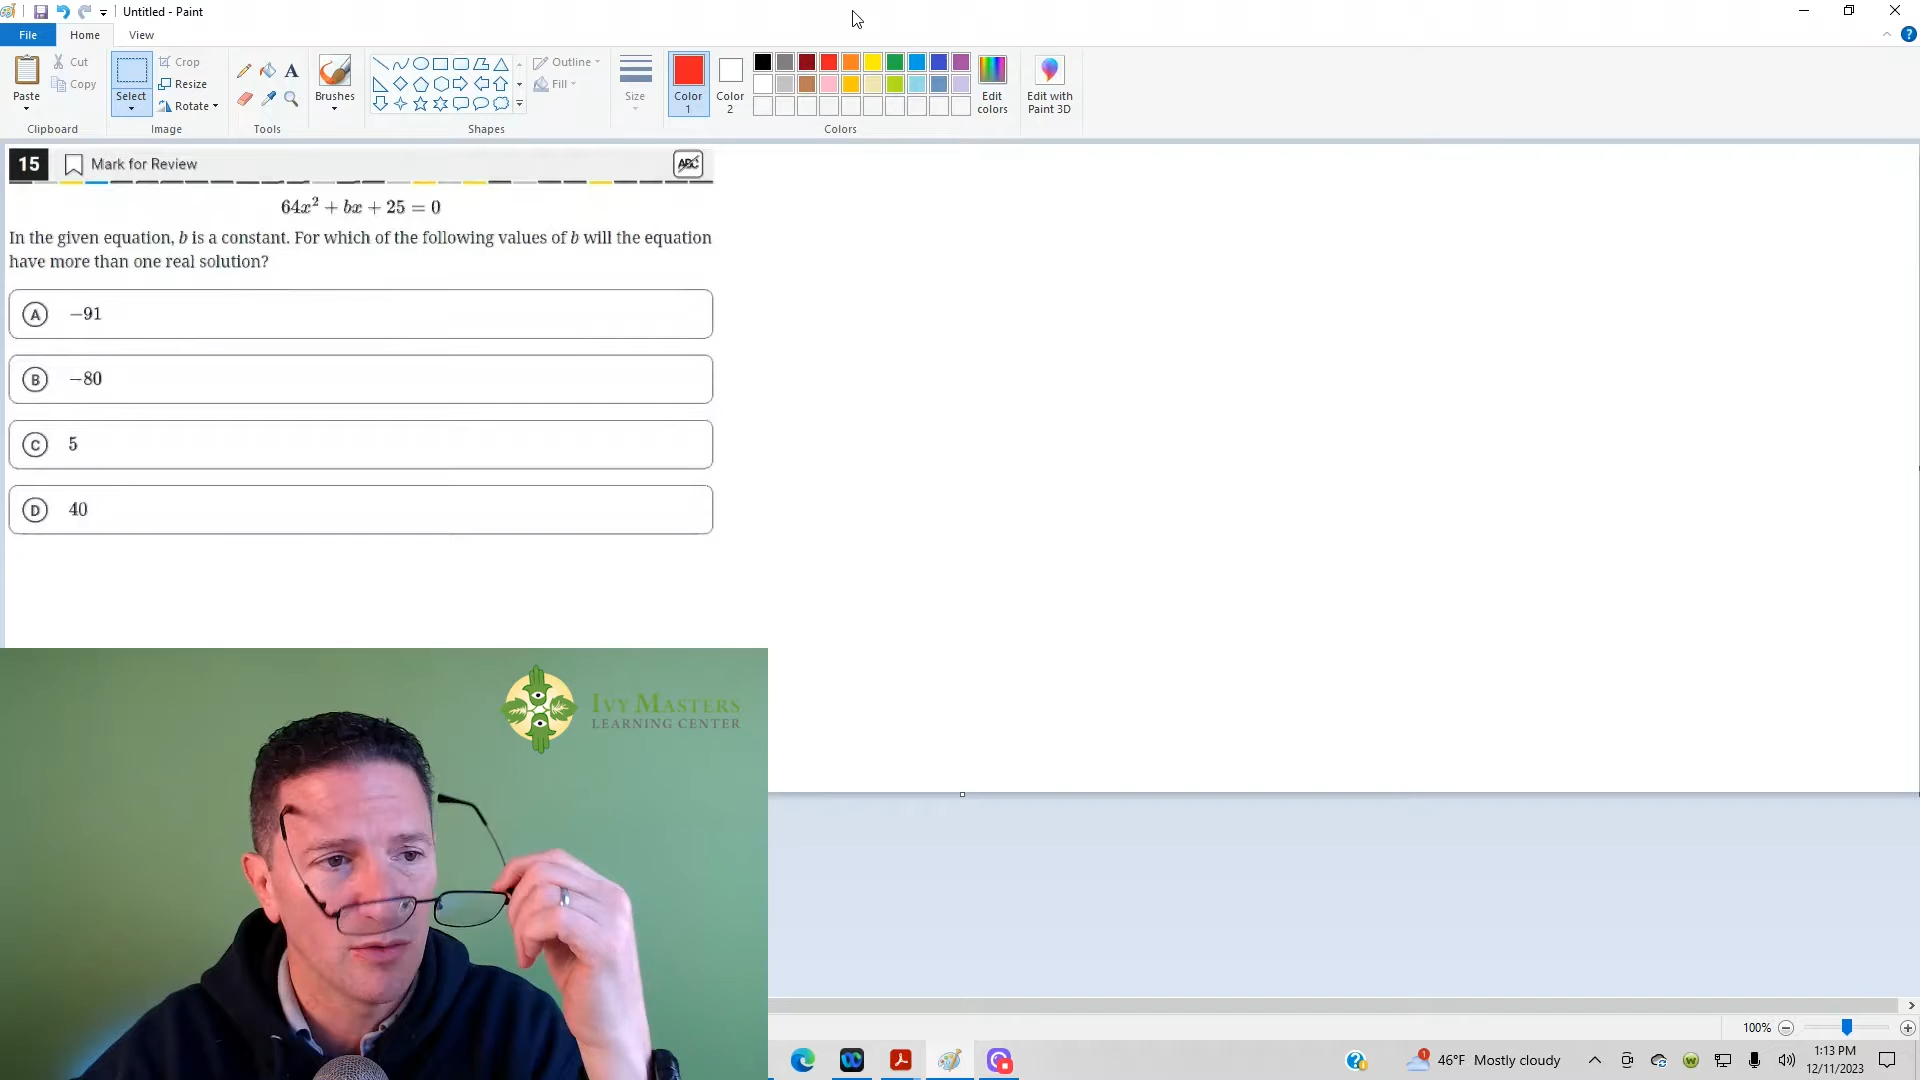 Untitled - Paint
File Home View
Paste
Cut
Copy
Clipboard
Select
Crop
Resize
Rotate
Image
A
Tools
Brushes
Shapes
Outline
Fill
Size
Color 1
Color 2
Colors
Edit colors
Edit with Paint 3D
15 Mark for Review ABC
64x² + bx + 25 = 0
In the given equation, b is a constant. For which of the following values of b will the equation
have more than one real solution?
A −91
B −80
C 5
D 40
IVY MASTERS
LEARNING CENTER
100%
1 46°F Mostly cloudy
1:13 PM
12/11/2023